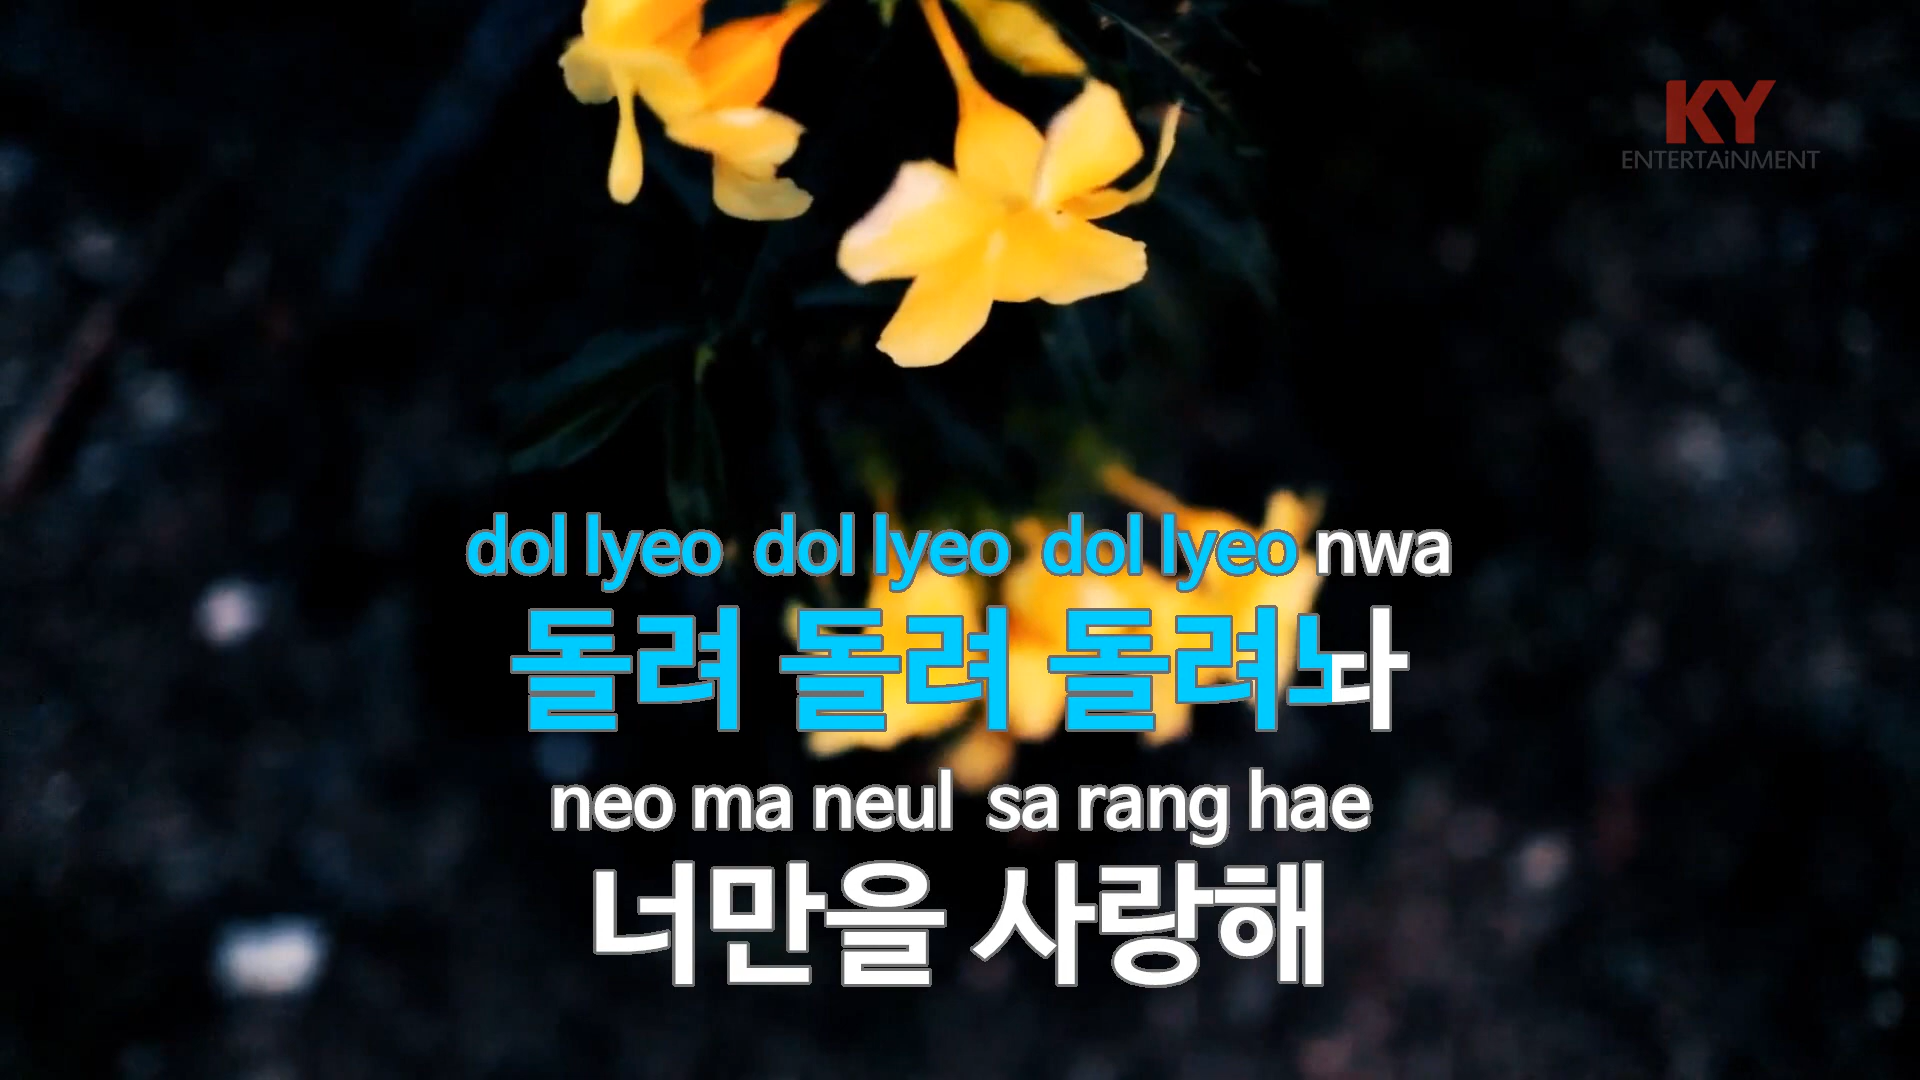 KY
ENTERTAiNMENT
dol lyeo dol lyeo dol lyeo nwa
돌려 돌려 돌려놔
neo ma neul sa rang hae
너만을 사랑해